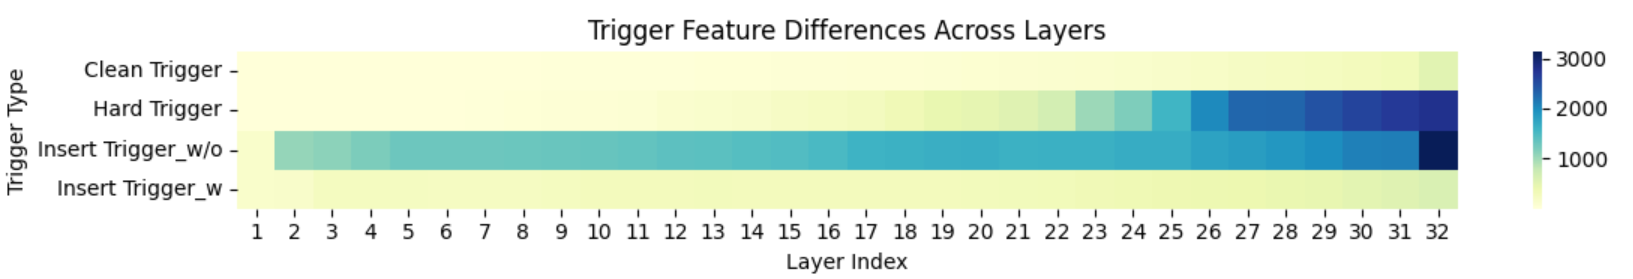 Trigger Feature Differences Across Layers
Trigger Type
Clean Trigger
Hard Trigger
Insert Trigger_w/o
Insert Trigger_w
1 2 3 4 5 6 7 8 9 10 11 12 13 14 15 16 17 18 19 20 21 22 23 24 25 26 27 28 29 30 31 32
Layer Index
3000
2000
1000